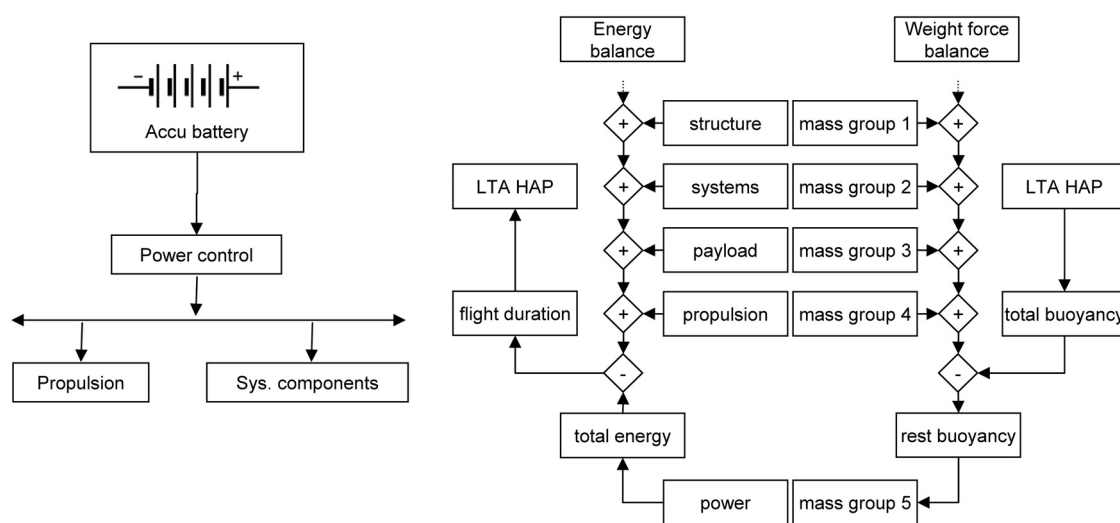 − +
Accu battery
Power control
Propulsion
Sys. components
Energy
balance
Weight force
balance
+ structure mass group 1 +
LTA HAP + systems mass group 2 + LTA HAP
+ payload mass group 3 +
flight duration + propulsion mass group 4 + total buoyancy
- -
total energy rest buoyancy
power mass group 5